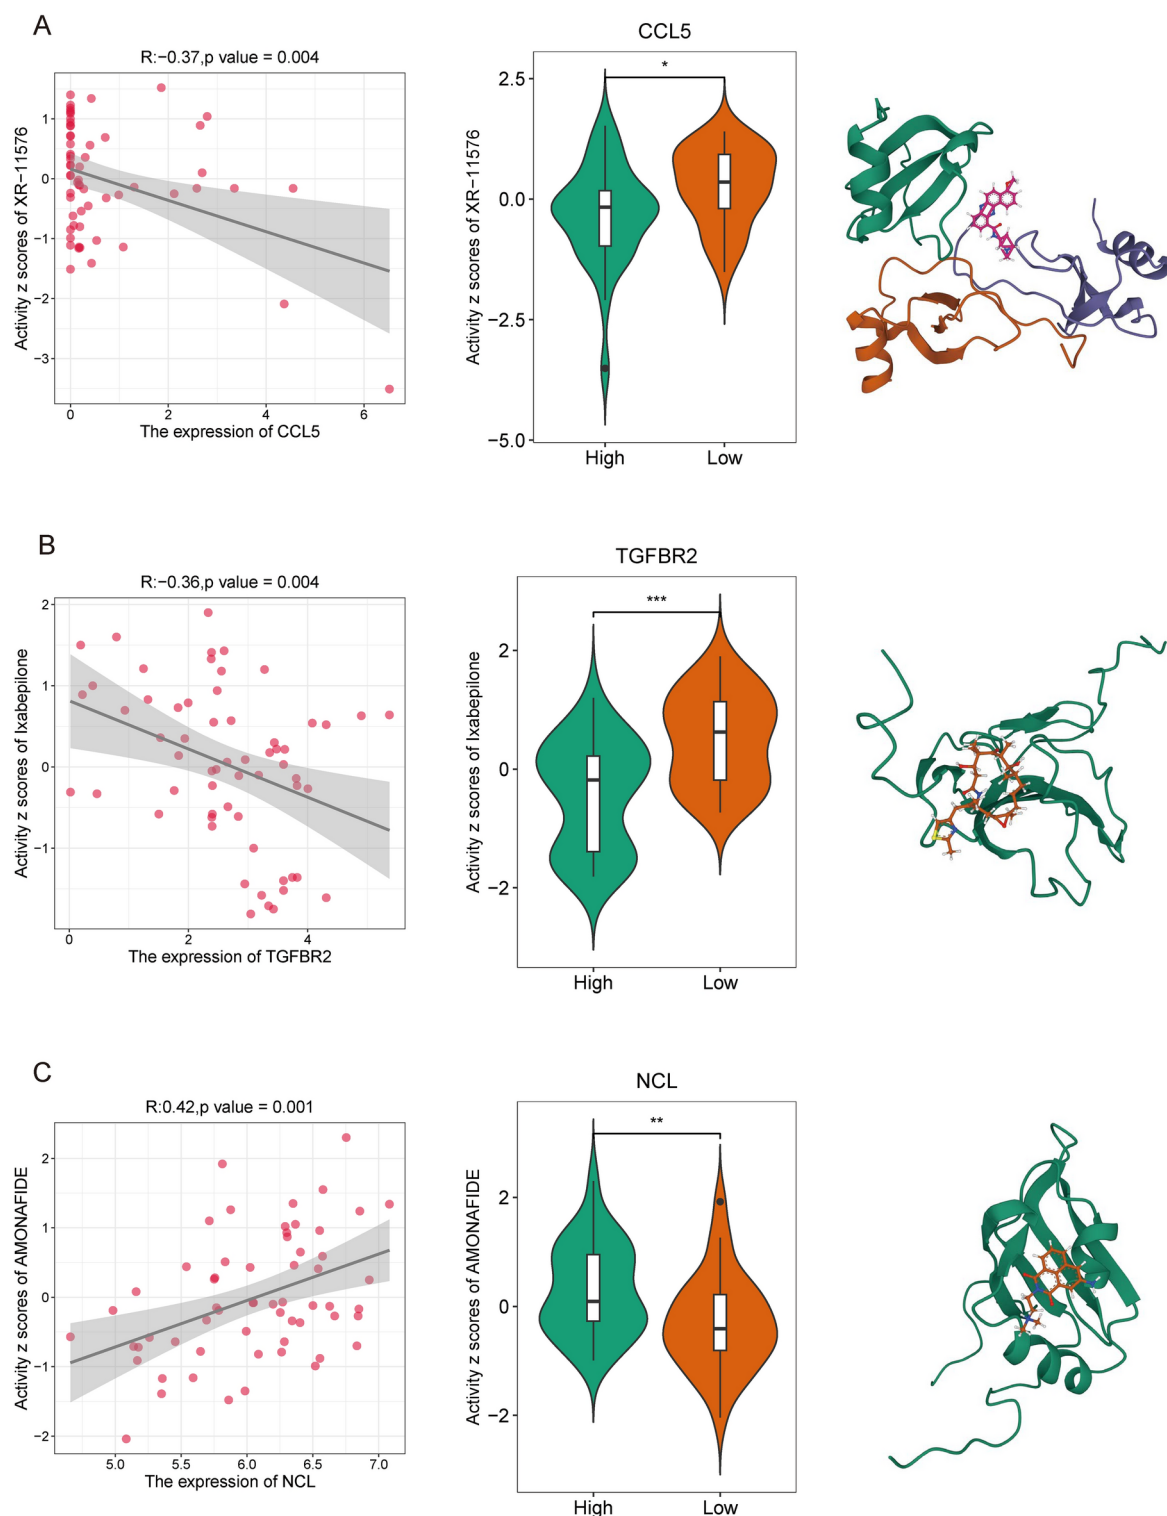 A
R:−0.37,p value = 0.004
Activity z scores of XR−11576
1
0
−1
−2
−3
0 2 4 6
The expression of CCL5
CCL5
*
Activity z scores of XR−11576
2.5
0.0
−2.5
−5.0
High Low
B
R:−0.36,p value = 0.004
Activity z scores of Ixabepilone
2
1
0
−1
0 2 4
The expression of TGFBR2
TGFBR2
***
Activity z scores of Ixabepilone
2
0
−2
High Low
C
R:0.42,p value = 0.001
Activity z scores of AMONAFIDE
2
1
0
−1
−2
5.0 5.5 6.0 6.5 7.0
The expression of NCL
NCL
**
Activity z scores of AMONAFIDE
2
0
−2
High Low